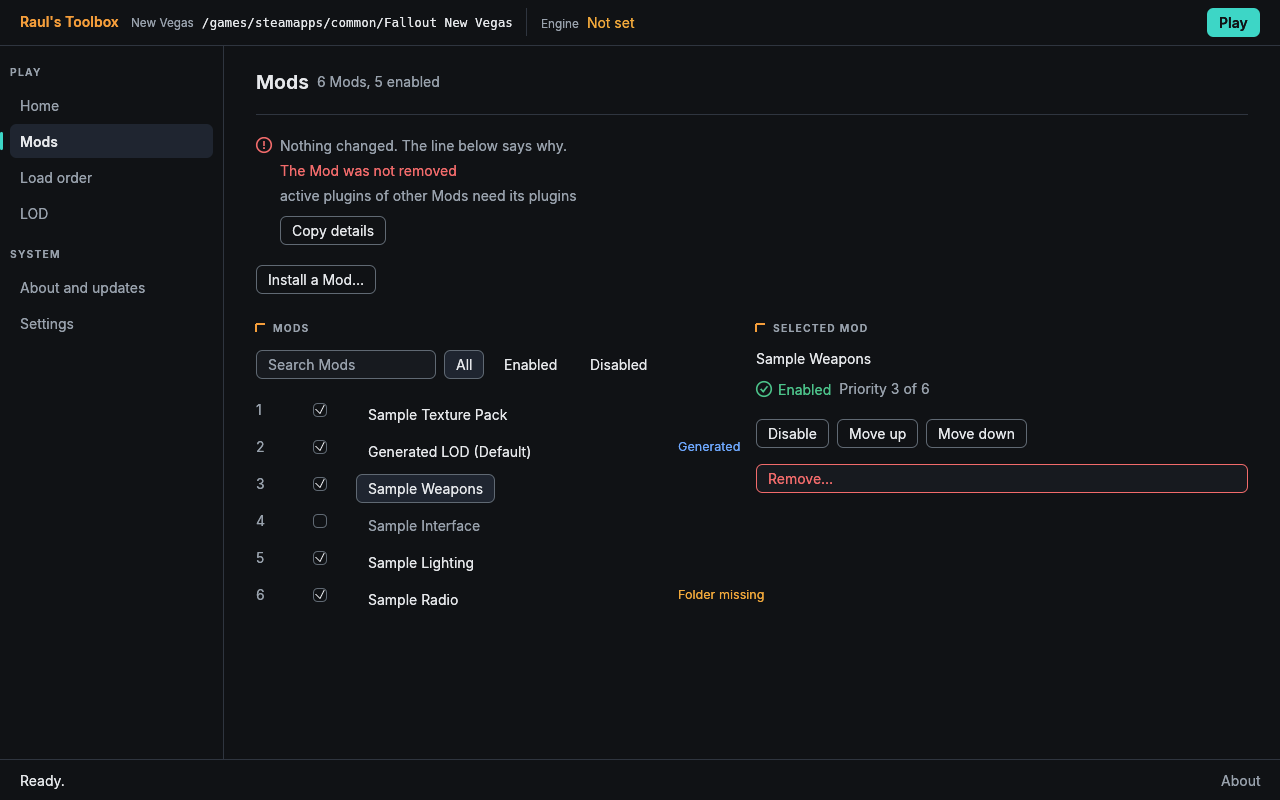 Raul's Toolbox New Vegas /games/steamapps/common/Fallout New Vegas Engine Not set Play
PLAY
Home
Mods
Load order
LOD
SYSTEM
About and updates
Settings
Mods 6 Mods, 5 enabled
Nothing changed. The line below says why.
The Mod was not removed
active plugins of other Mods need its plugins
Copy details
Install a Mod...
MODS
Search Mods All Enabled Disabled
1 Sample Texture Pack
2 Generated LOD (Default) Generated
3 Sample Weapons
4 Sample Interface
5 Sample Lighting
6 Sample Radio Folder missing
SELECTED MOD
Sample Weapons
Enabled Priority 3 of 6
Disable Move up Move down
Remove...
Ready. About